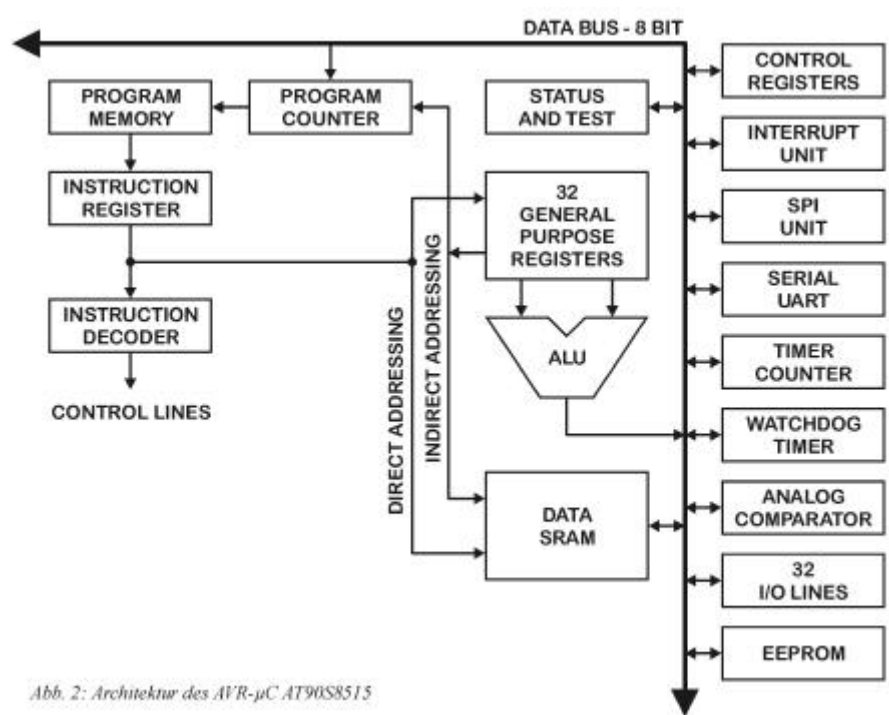 DATA BUS - 8 BIT
PROGRAM
MEMORY
PROGRAM
COUNTER
STATUS
AND TEST
CONTROL
REGISTERS
INTERRUPT
UNIT
INSTRUCTION
REGISTER
32
GENERAL
PURPOSE
REGISTERS
SPI
UNIT
SERIAL
UART
INSTRUCTION
DECODER
ALU
TIMER
COUNTER
CONTROL LINES
DIRECT ADDRESSING
INDIRECT ADDRESSING
WATCHDOG
TIMER
DATA
SRAM
ANALOG
COMPARATOR
32
I/O LINES
EEPROM
Abb. 2: Architektur des AVR-µC AT90S8515